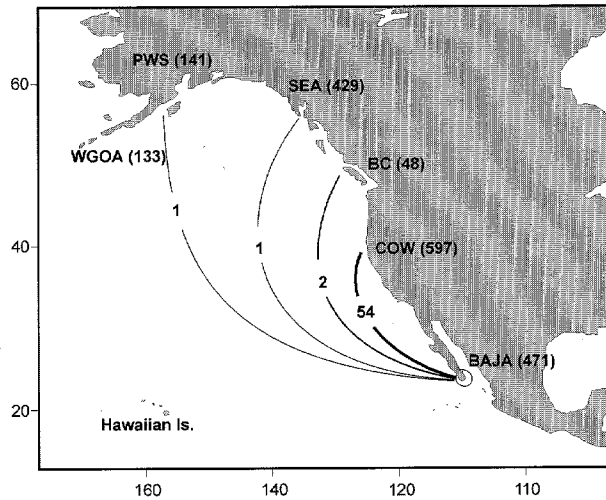 60
40
20
PWS (141)
SEA (429)
WGOA (133)
BC (48)
1
1
COW (597)
2
54
BAJA (471)
Hawaiian Is.
160 140 120 110